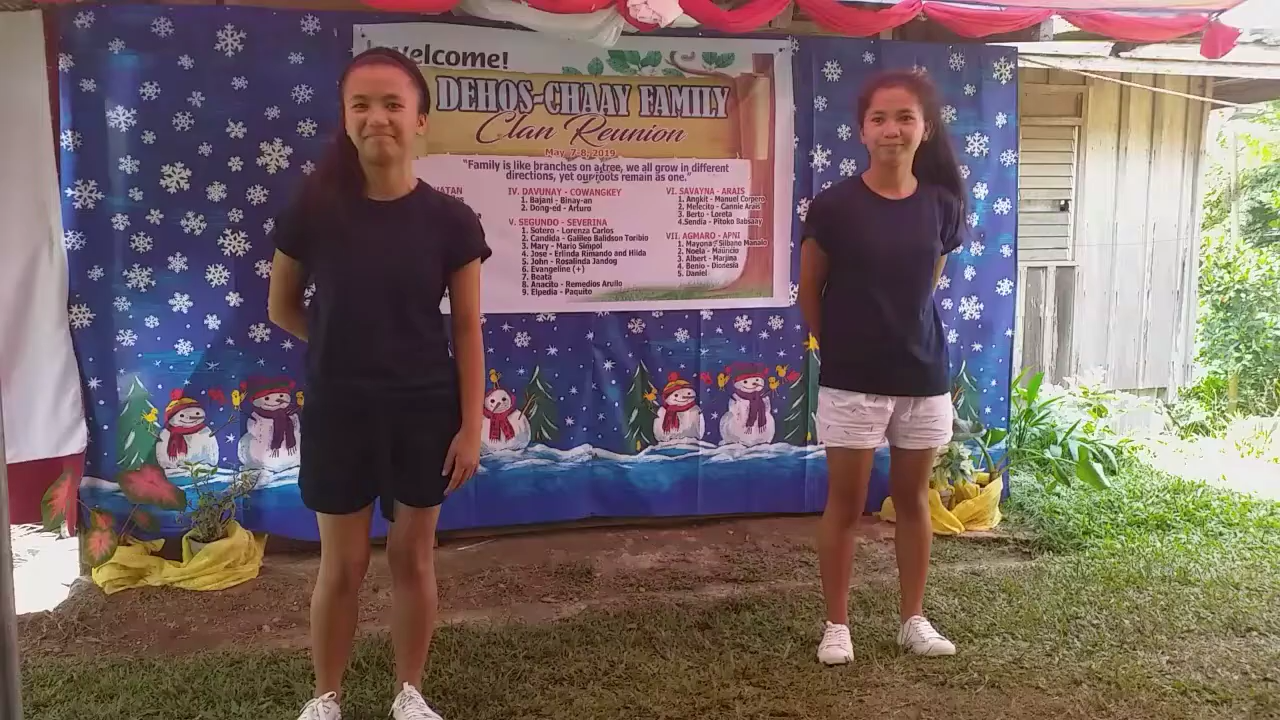 Welcome!
DEHOS-CHAAY FAMILY
Clan Reunion
May 7-8, 2019
"Family is like branches on a tree, we all grow in different
directions, yet our roots remain as one."
IV. DAVUNAY - COWANGKEY
1. Bajani - Binay-an
2. Dong-ed - Arturo
V. SEGUNDO - SEVERINA
1. Sotero - Lorenza Carlos
2. Candida - Galileo Balidson Toribio
3. Mary - Mario Simpol
4. Jose - Erlinda Rimando and Hilda
5. John - Rosalinda Jandog
6. Evangeline (+)
7. Beata
8. Anacito - Remedios Arullo
9. Elpedia - Paquito
VI. SAVAYNA - ARAIS
1. Angkit - Manuel Corpero
2. Melecito - Cannie Arais
3. Berto - Loreta
4. Sendia - Pitoko Babsaay
VII. AGMARO - APNI
1. Mayona - Silbano Manalo
2. Noela - Mauricio
3. Albert - Marjina
4. Benio - Dionesia
5. Daniel